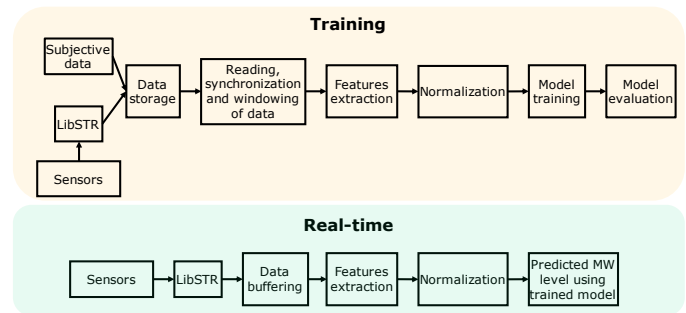 Training
Subjective
data
LibSTR
Sensors
Data
storage
Reading,
synchronization
and windowing
of data
Features
extraction
Normalization
Model
training
Model
evaluation
Real-time
Sensors
LibSTR
Data
buffering
Features
extraction
Normalization
Predicted MW
level using
trained model